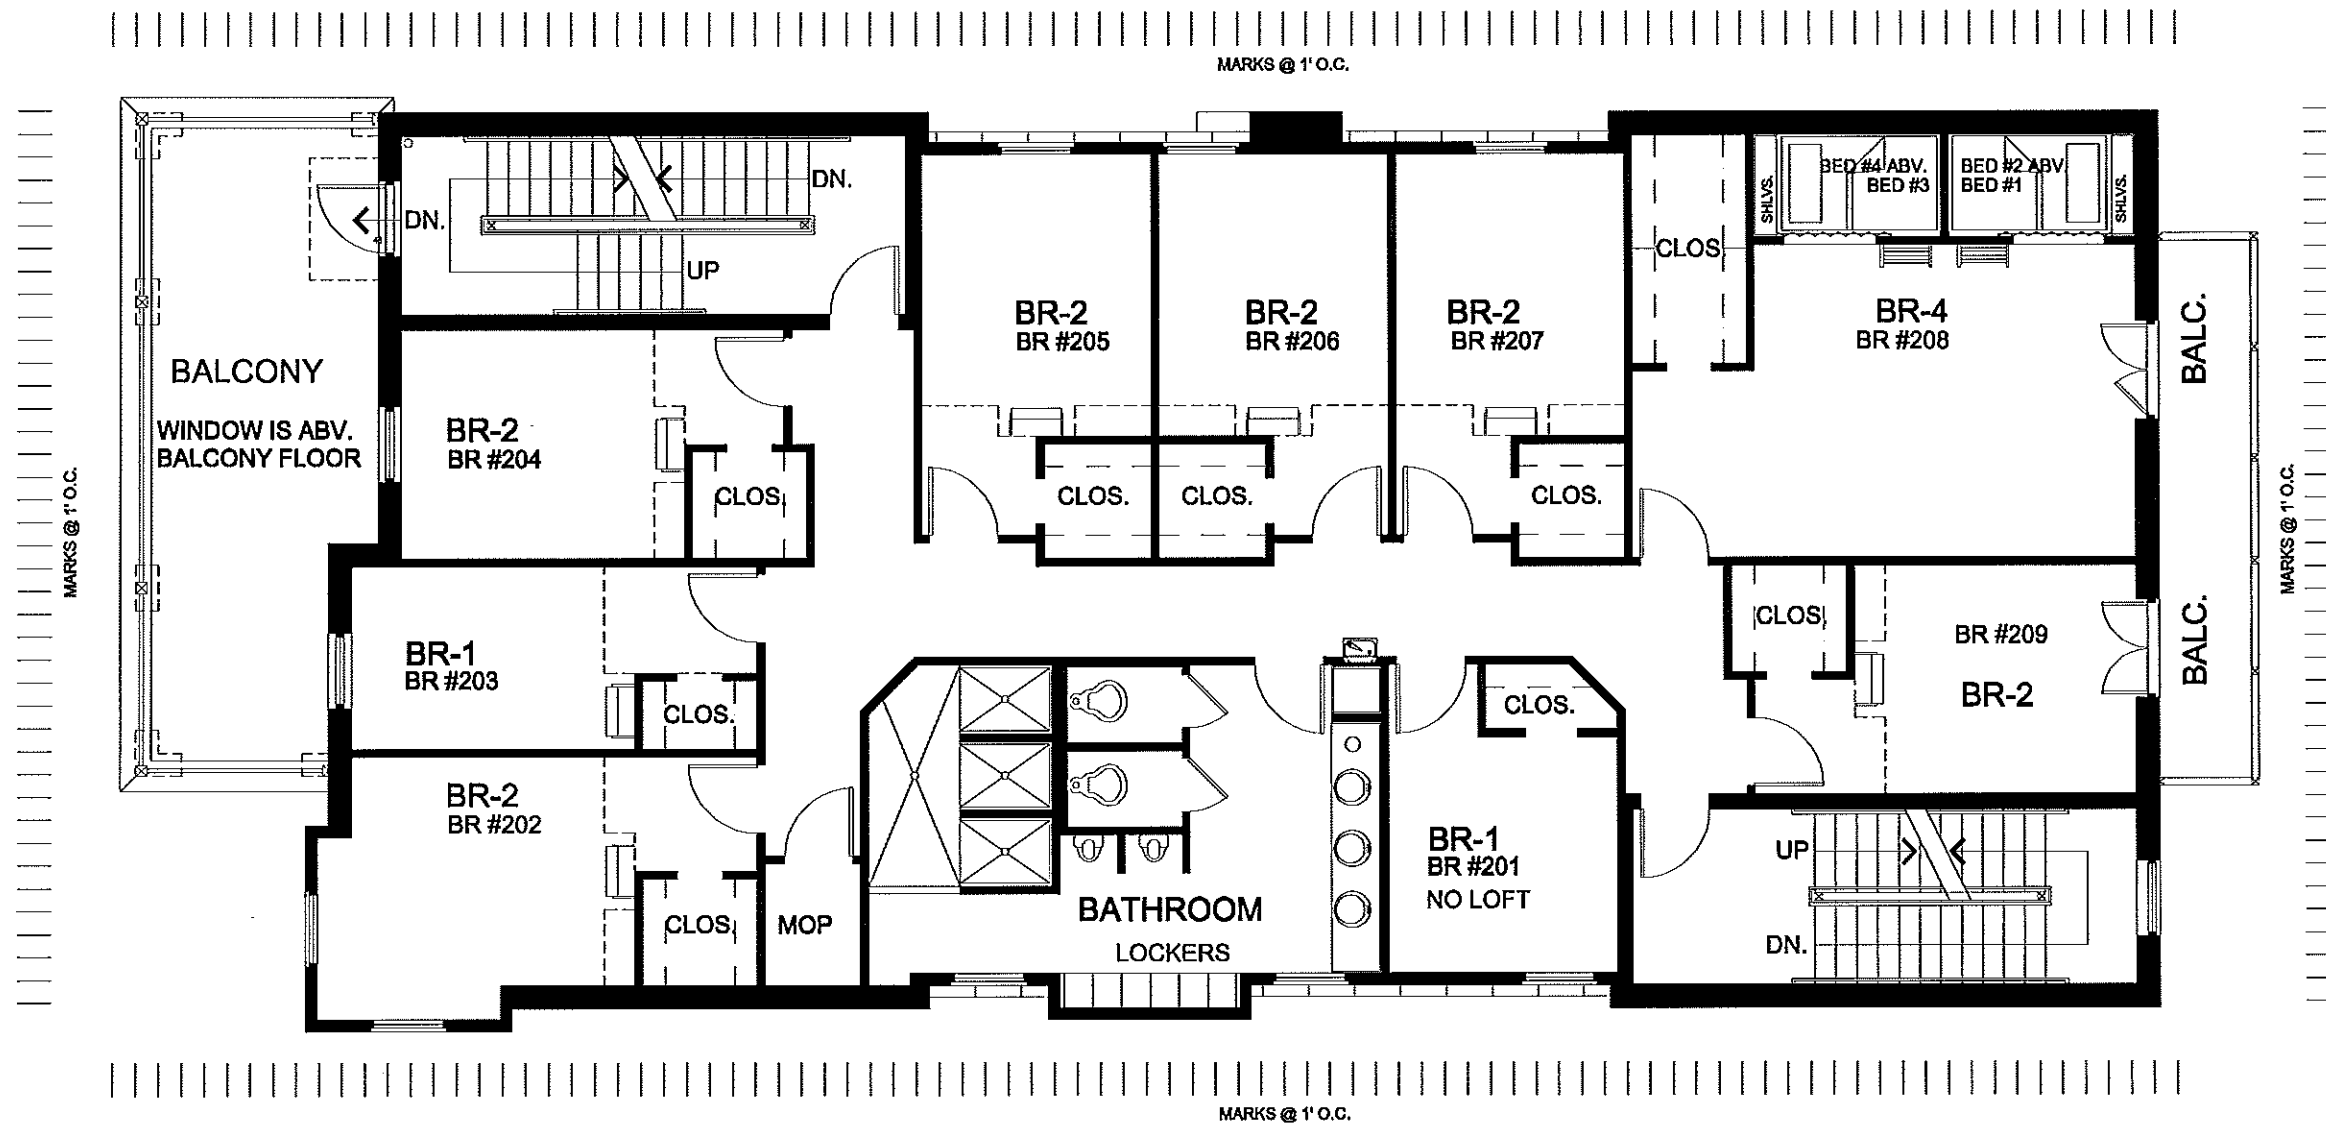 MARKS @ 1' O.C.
BED #4 ABV.
BED #3
BED #2 ABV
BED #1
SHLVS.
SHLVS.
DN.
DN.
UP
CLOS
BR-2
BR #205
BR-2
BR #206
BR-2
BR #207
BR-4
BR #208
BALC.
BALCONY
WINDOW IS ABV.
BALCONY FLOOR
BR-2
BR #204
CLOS.
CLOS.
CLOS.
CLOS.
MARKS @ 1' O.C.
MARKS @ 1' O.C.
BR-1
BR #203
CLOS.
CLOS
BR #209
BR-2
BALC.
CLOS.
BR-2
BR #202
CLOS.
MOP
BATHROOM
LOCKERS
BR-1
BR #201
NO LOFT
UP
DN.
MARKS @ 1' O.C.